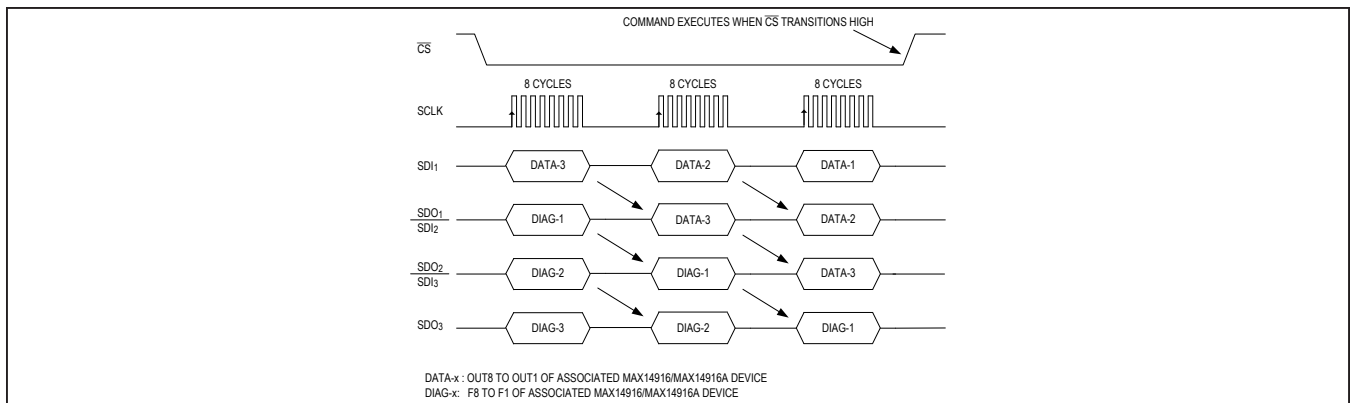 COMMAND EXECUTES WHEN CS TRANSITIONS HIGH
CS
8 CYCLES 8 CYCLES 8 CYCLES
SCLK
SDI1 DATA-3 DATA-2 DATA-1
SDO1
SDI2 DIAG-1 DATA-3 DATA-2
SDO2
SDI3 DIAG-2 DIAG-1 DATA-3
SDO3 DIAG-3 DIAG-2 DIAG-1
DATA-x : OUT8 TO OUT1 OF ASSOCIATED MAX14916/MAX14916A DEVICE
DIAG-x: F8 TO F1 OF ASSOCIATED MAX14916/MAX14916A DEVICE